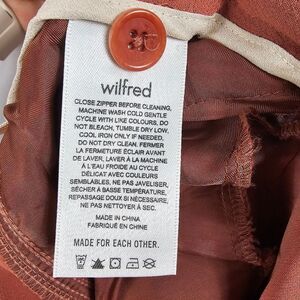 wilfred
CLOSE ZIPPER BEFORE CLEANING,
MACHINE WASH COLD GENTLE
CYCLE WITH LIKE COLOURS, DO
NOT BLEACH, TUMBLE DRY LOW,
COOL IRON ONLY IF NEEDED,
DO NOT DRY CLEAN. FERMER
LA FERMETURE ÉCLAIR AVANT
DE LAVER, LAVER À LA MACHINE
À L'EAU FROIDE AU CYCLE
DÉLICAT AVEC COULEURS
SEMBLABLES, NE PAS JAVELISER,
SÉCHER À BASSE TEMPÉRATURE,
REPASSAGE DOUX SI NÉCESSAIRE,
NE PAS NETTOYER À SEC.
MADE IN CHINA
FABRIQUÉ EN CHINE
MADE FOR EACH OTHER.